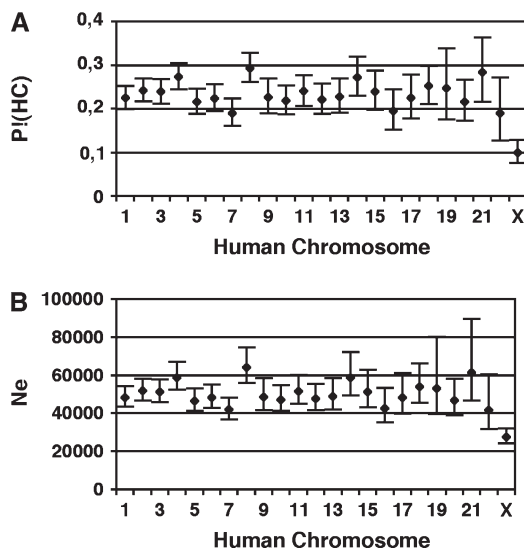 A
P!(HC)
0,4
0,3
0,2
0,1
0
1 3 5 7 9 11 13 15 17 19 21 X
Human Chromosome
B
Ne
100000
80000
60000
40000
20000
0
1 3 5 7 9 11 13 15 17 19 21 X
Human Chromosome